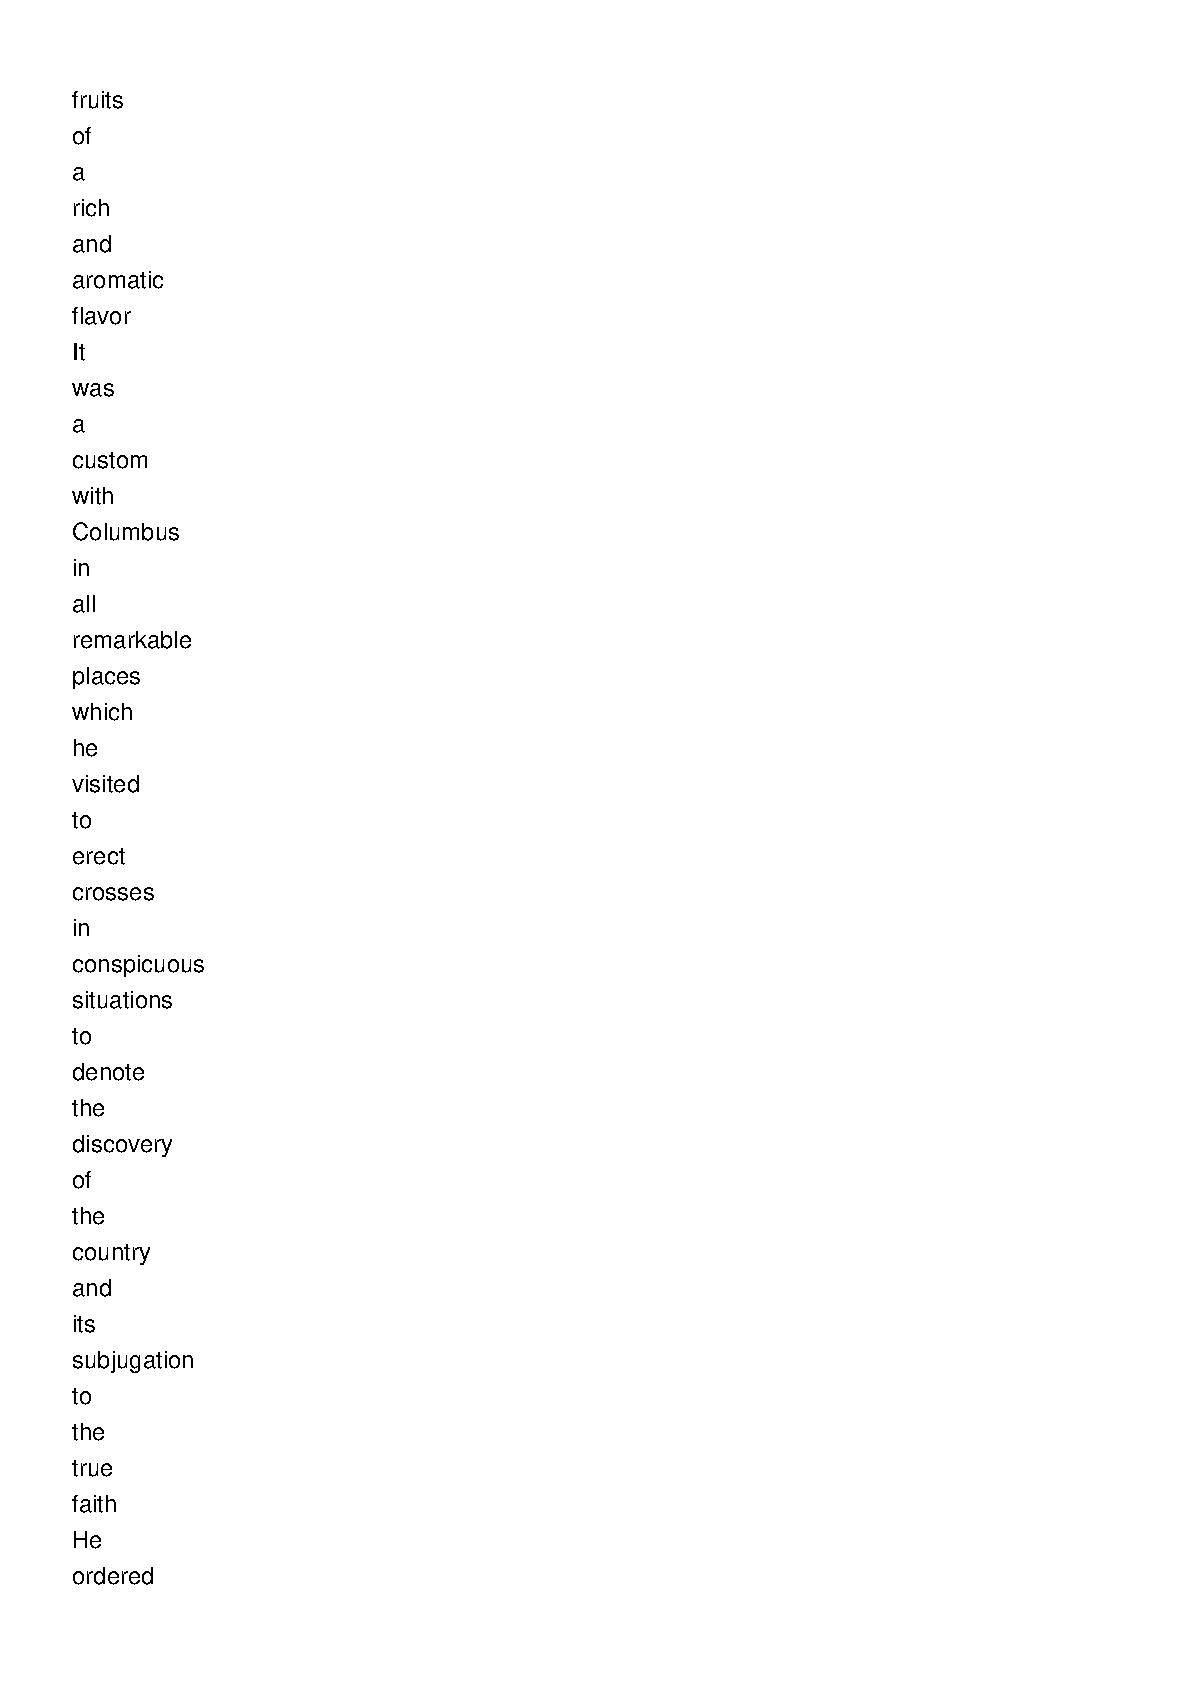 fruits
of
a
rich
and
aromatic
flavor
It
was
a
custom
with
Columbus
in
all
remarkable
places
which
he
visited
to
erect
crosses
in
conspicuous
situations
to
denote
the
discovery
of
the
country
and
its
subjugation
to
the
true
faith
He
ordered